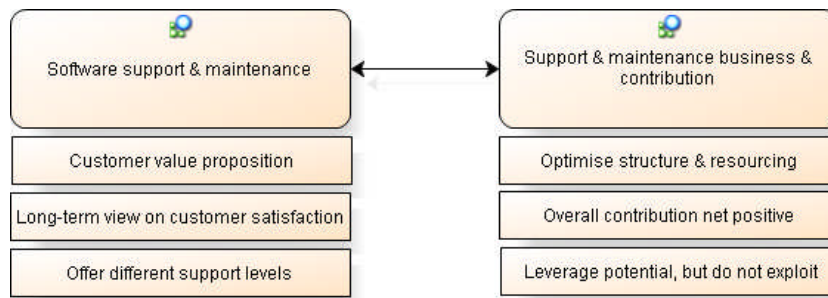 Software support & maintenance
Customer value proposition
Long-term view on customer satisfaction
Offer different support levels
Support & maintenance business &
contribution
Optimise structure & resourcing
Overall contribution net positive
Leverage potential, but do not exploit